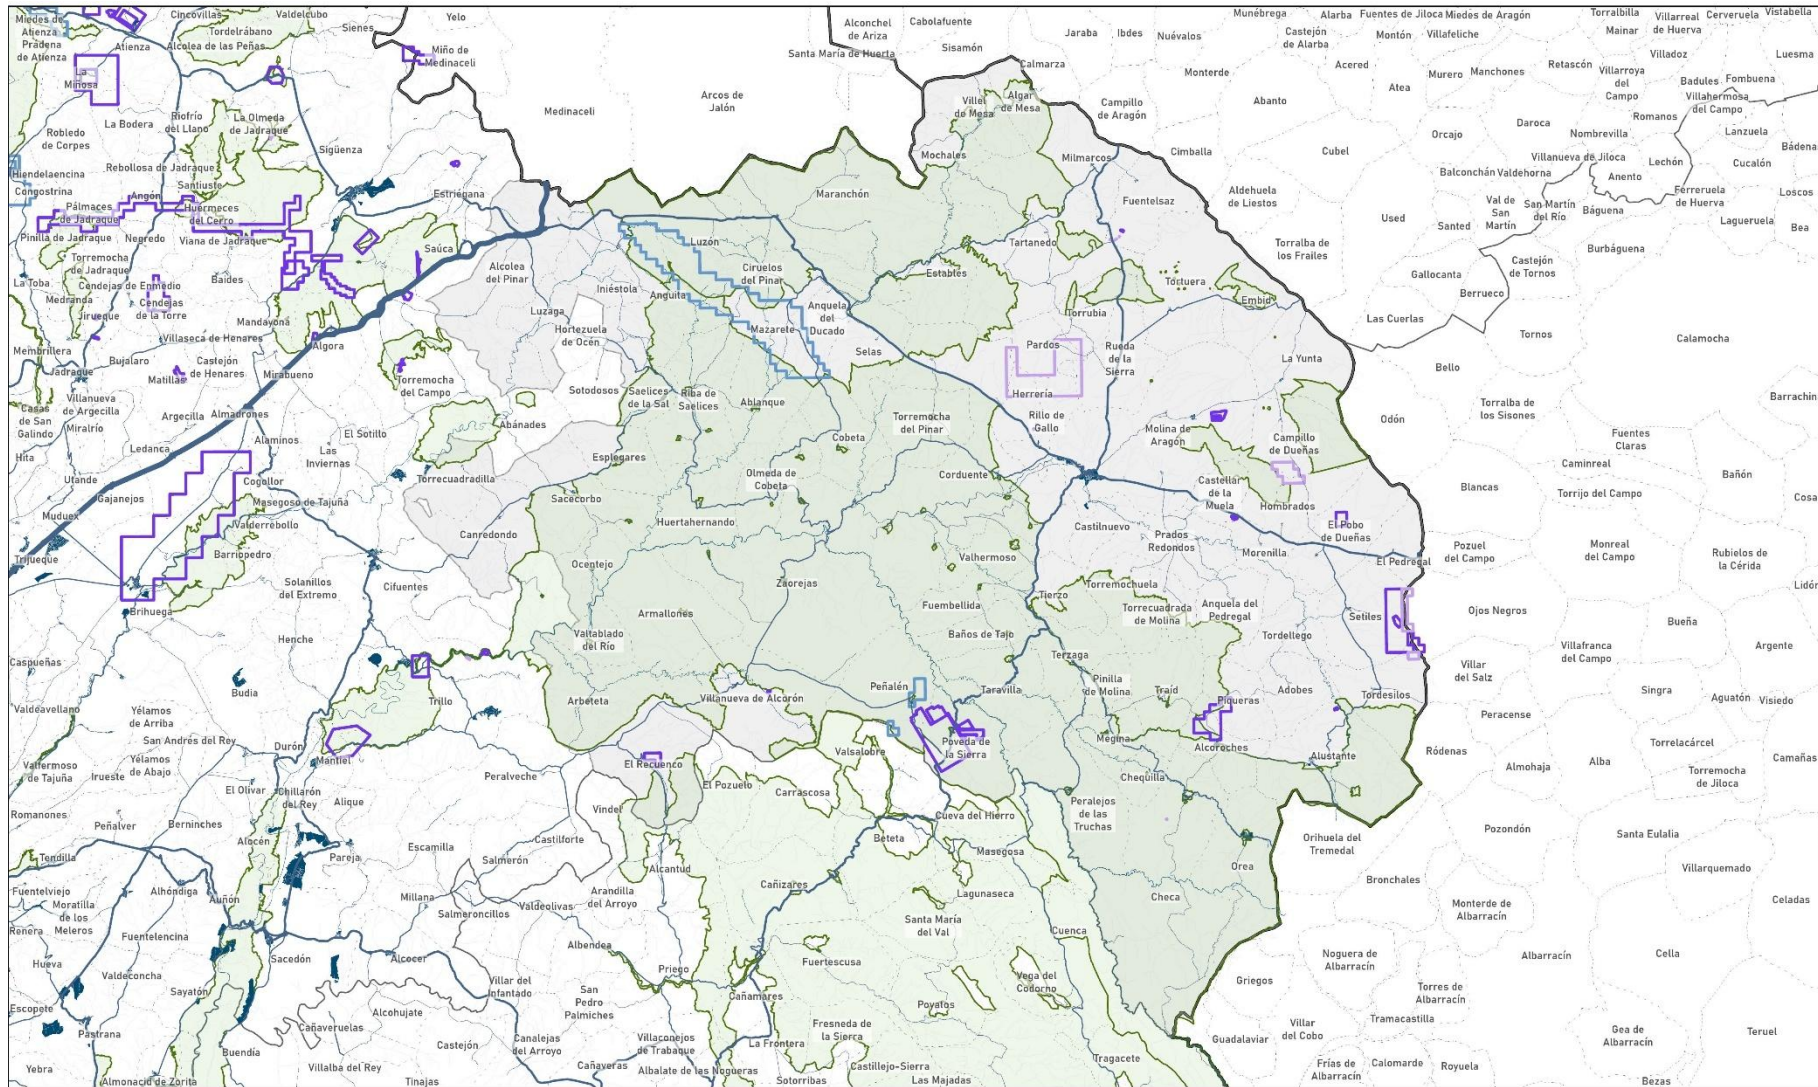 Miedes de
Atienza
Prádena
de Atienza
Atienza
Cincovillas
Tordelrábano
Alcolea de las Peñas
Valdelcubo
Sienes
Yelo
Miño de
Medinaceli
Alconchel
de Ariza
Cabolafuente
Sisamón
Santa María de Huerta
Jaraba
Ibdes
Nuévalos
Munébrega
Alarba
Castejón
de Alarba
Fuentes de Jiloca
Miedes de Aragón
Montón
Villafeliche
Torralbilla
Mainar
Villarreal
de Huerva
Cerveruela
Vistabella
La
Miñosa
Medinaceli
Arcos de
Jalón
Calmarza
Monterde
Acered
Atea
Murero
Manchones
Retascón
Villadoz
Luesma
Villarroya
del
Campo
Badules
Fombuena
Villahermosa
del Campo
Robledo
de Corpes
La Bodera
Riofrío
del Llano
La Olmeda
de Jadraque
Sigüenza
Villel
de Mesa
Algar
de Mesa
Campillo
de Aragón
Abanto
Orcajo
Daroca
Nombrevilla
Romanos
Lanzuela
Báguena
Hiendelaencina
Congostrina
Rebollosa de Jadraque
Santiuste
Angón
Estriégana
Mochales
Milmarcos
Cimballa
Cubel
Villanueva de Jiloca
Balconchán
Valdehorna
Lechón
Anento
Cucalón
Bádena
Loscos
Ferreruela
de Huerva
Pálmaces
de Jadraque
Huérmeces
del Cerro
Maranchón
Fuentelsaz
Aldehuela
de Liestos
Used
Santed
Val de
San
Martín
San Martín
del Río
Lagueruela
Bea
Pinilla de Jadraque
Negredo
Viana de Jadraque
Saúca
Luzón
Tartanedo
Torralba de
los Frailes
Burbáguena
Torremocha
de Jadraque
Alcolea
del Pinar
Ciruelos
del Pinar
Establés
Tortuera
Gallocanta
Castejón
de Tornos
La Toba
Cendejas de Enmedio
Baides
Iniéstola
Anguita
Embid
Berrueco
Medranda
Jirueque
Cendejas
de la Torre
Mandayona
Luzaga
Anquela
del
Ducado
Torrubia
Las Cuerlas
Tornos
Hortezuela
de Océn
Mazarete
Calamocha
Membrillera
Villaseca de Henares
Algora
Selas
Pardos
Rueda
de la
Sierra
La Yunta
Bello
Jadraque
Bujalaro
Castejón
de Henares
Matillas
Mirabueno
Torremocha
del Campo
Sotodosos
Saelices
de la Sal
Riba de
Saelices
Ablanque
Herrería
Villanueva
de Argecilla
Barrachin
Casas
de San
Galindo
Miralrío
Argecilla
Almadrones
Abánades
Torremocha
del Pinar
Rillo de
Gallo
Molina de
Aragón
Odón
Torralba de
los Sisones
Hita
Ledanca
Alaminos
Las
Inviernas
El Sotillo
Cobeta
Campillo
de Dueñas
Fuentes
Claras
Utande
Gajanejos
Cogollor
Torrecuadradilla
Esplegares
Olmeda de
Cobeta
Corduente
Castellar
de la
Muela
Caminreal
Bañón
Blancas
Torrijo del Campo
Cosa
Muduex
Masegoso de Tajuña
Valderrebollo
Sacecorbo
Huertahernando
Hombrados
Trijueque
Barriopedro
Canredondo
Castilnuevo
Prados
Redondos
El Pobo
de Dueñas
Morenilla
Pozuel
del Campo
Monreal
del Campo
Rubielos de
la Cérida
El Pedregal
Ocentejo
Zaorejas
Valhermoso
Solanillos
del Extremo
Cifuentes
Torremochuela
Lidón
Brihuega
Armallones
Fuembellida
Tierzo
Torrecuadrada
de Molina
Anquela del
Pedregal
Setiles
Ojos Negros
Bueña
Henche
Valtablado
del Río
Baños de Tajo
Tordellego
Villafranca
del Campo
Argente
Caspueñas
Budia
Terzaga
Villar
del Salz
Valdeavellano
Trillo
Arbeteta
Villanueva de Alcorón
Peñalén
Taravilla
Pinilla
de Molina
Traid
Piqueras
Adobes
Tordesilos
Singra
Aguatón
Visiedo
Yélamos
de Arriba
San Andrés del Rey
Durón
Peracense
Valfermoso
de Tajuña
Irueste
Yélamos
de Abajo
Mantiel
Peralveche
El Recuenco
Valsalobre
Poveda de
la Sierra
Megina
Alcoroches
Alustante
Ródenas
Almohaja
Alba
Torrelacárcel
Camañas
El Olivar
Chillarón
del Rey
Alique
El Pozuelo
Carrascosa
Chequilla
Torremocha
de Jiloca
Romanones
Peñalver
Berninches
Vindel
Cueva del Hierro
Peralejos
de las
Truchas
Orihuela del
Tremedal
Pozondón
Santa Eulalia
Alocén
Pareja
Escamilla
Castilforte
Beteta
Masegosa
Tendilla
Salmerón
Alcantud
Orea
Villarquemado
Bronchales
Fuentelviejo
Moratilla
de los
Meleros
Alhóndiga
Auñón
Millana
Valdeolivas
Arandilla
del Arroyo
Cañizares
Lagunaseca
Checa
Monterde de
Albarracín
Celadas
Renera
Fuentelencina
Salmeroncillos
Santa María
del Val
Cuenca
Hueva
Valdeconcha
Sacedón
Alcocer
Albendea
Priego
Fuertescusa
Vega del
Codorno
Griegos
Noguera de
Albarracín
Albarracín
Cella
Escopete
Sayatón
Villar del
Infantado
San
Pedro
Palmiches
Cañamares
Poyatos
Torres de
Albarracín
Pastrana
Cañaveruelas
Alcohujate
Fresneda de
la Sierra
Guadalaviar
Villar
del Cobo
Tramacastilla
Gea de
Albarracín
Teruel
Yebra
Buendía
Castejón
Canalejas
del Arroyo
Villaconejos
de Trabaque
La Frontera
Tragacete
Frías de
Albarracín
Calomarde
Royuela
Almonacid de Zorita
Villalba del Rey
Tinajas
Cañaveras
Albalate de las Nogueras
Sotorribas
Castillejo-Sierra
Las Majadas
Bezas